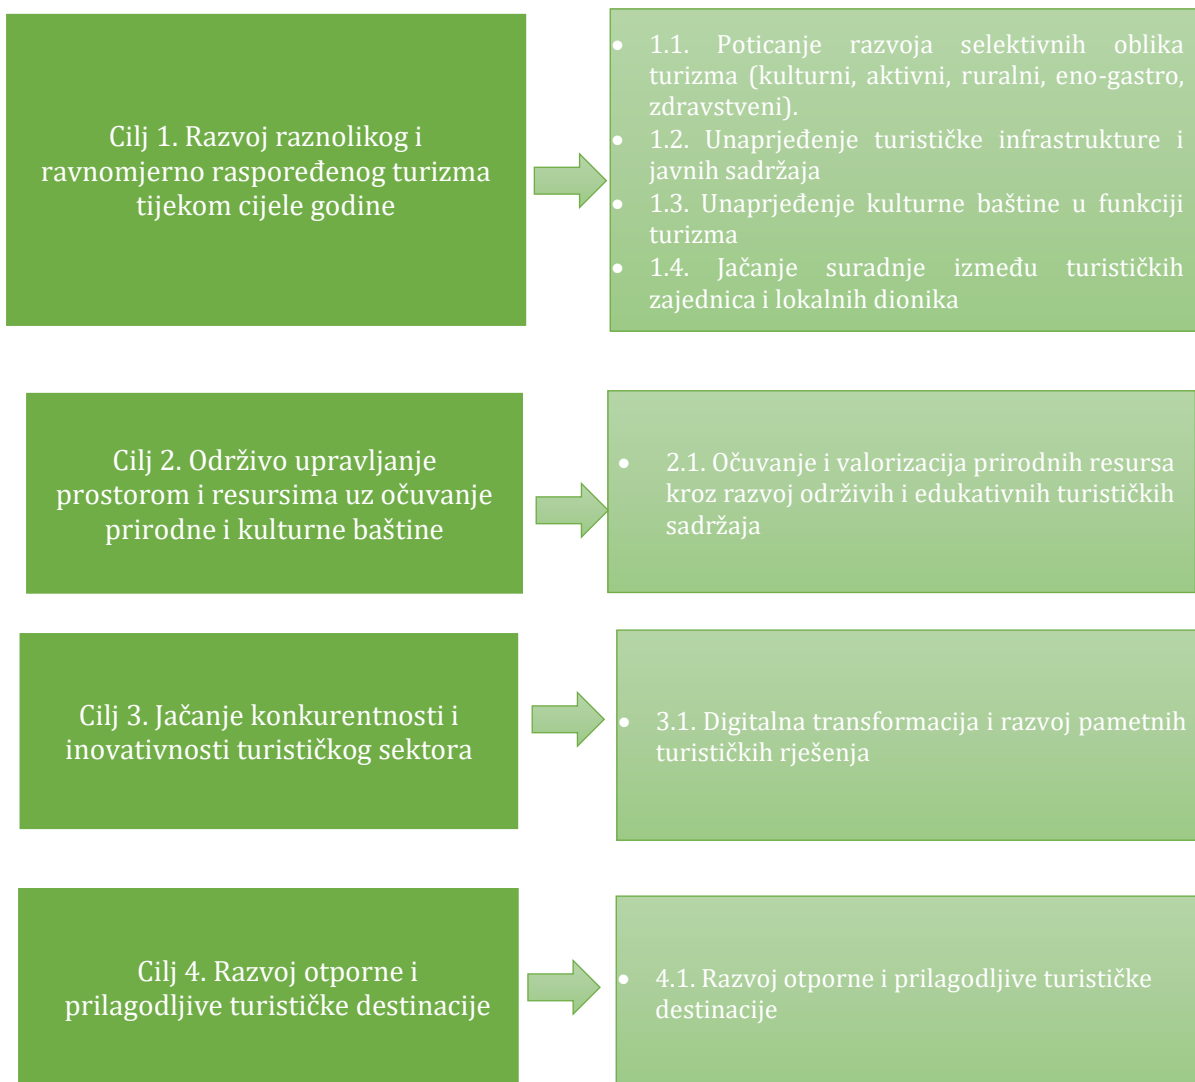 Cilj 1. Razvoj raznolikog i
ravnomjerno raspoređenog turizma
tijekom cijele godine
• 1.1. Poticanje razvoja selektivnih oblika
turizma (kulturni, aktivni, ruralni, eno-gastro,
zdravstveni).
• 1.2. Unaprjeđenje turističke infrastrukture i
javnih sadržaja
• 1.3. Unaprjeđenje kulturne baštine u funkciji
turizma
• 1.4. Jačanje suradnje između turističkih
zajednica i lokalnih dionika
Cilj 2. Održivo upravljanje
prostorom i resursima uz očuvanje
prirodne i kulturne baštine
• 2.1. Očuvanje i valorizacija prirodnih resursa
kroz razvoj održivih i edukativnih turističkih
sadržaja
Cilj 3. Jačanje konkurentnosti i
inovativnosti turističkog sektora
• 3.1. Digitalna transformacija i razvoj pametnih
turističkih rješenja
Cilj 4. Razvoj otporne i
prilagodljive turističke destinacije
• 4.1. Razvoj otporne i prilagodljive turističke
destinacije